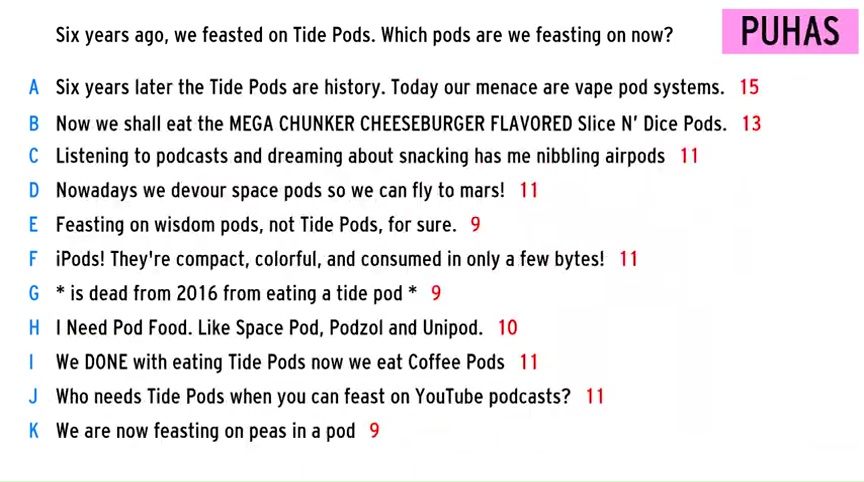 Six years ago, we feasted on Tide Pods. Which pods are we feasting on now?
PUHAS
A Six years later the Tide Pods are history. Today our menace are vape pod systems. 15
B Now we shall eat the MEGA CHUNKER CHEESEBURGER FLAVORED Slice N' Dice Pods. 13
C Listening to podcasts and dreaming about snacking has me nibbling airpods 11
D Nowadays we devour space pods so we can fly to mars! 11
E Feasting on wisdom pods, not Tide Pods, for sure. 9
F iPods! They're compact, colorful, and consumed in only a few bytes! 11
G * is dead from 2016 from eating a tide pod * 9
H I Need Pod Food. Like Space Pod, Podzol and Unipod. 10
I We DONE with eating Tide Pods now we eat Coffee Pods 11
J Who needs Tide Pods when you can feast on YouTube podcasts? 11
K We are now feasting on peas in a pod 9